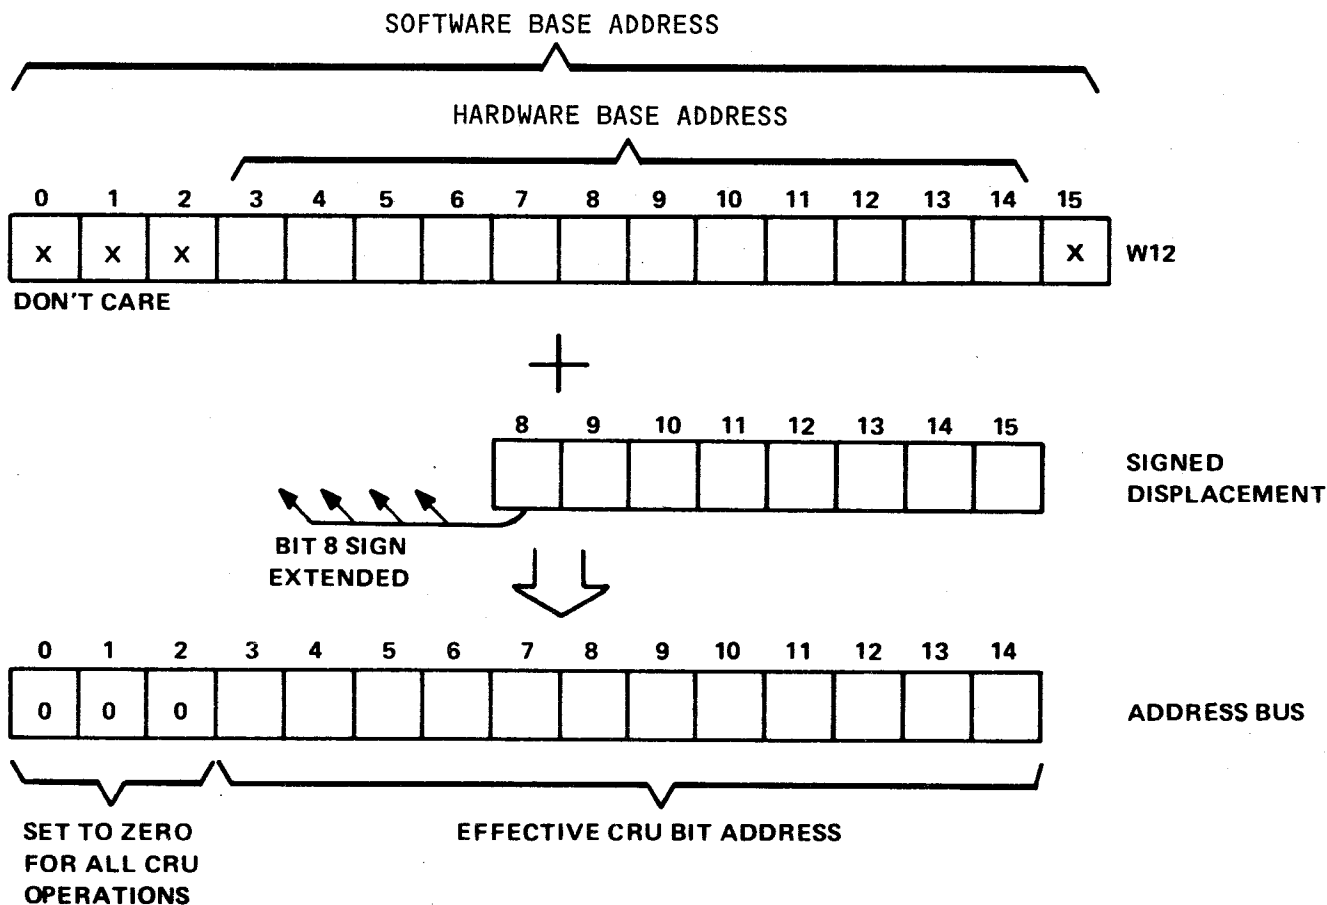 SOFTWARE BASE ADDRESS
HARDWARE BASE ADDRESS
0 1 2 3 4 5 6 7 8 9 10 11 12 13 14 15
X X X X W12
DON'T CARE
+
8 9 10 11 12 13 14 15
SIGNED
DISPLACEMENT
BIT 8 SIGN
EXTENDED
0 1 2 3 4 5 6 7 8 9 10 11 12 13 14
0 0 0 ADDRESS BUS
SET TO ZERO
FOR ALL CRU
OPERATIONS
EFFECTIVE CRU BIT ADDRESS